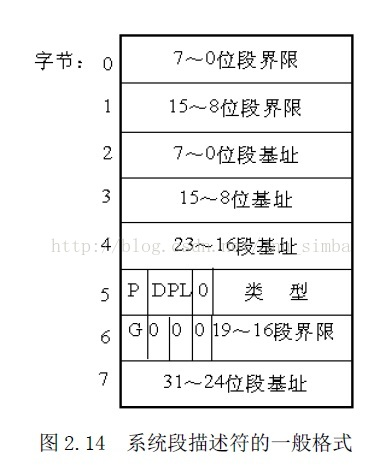 字节： 0 7～0位段界限
1 15～8位段界限
2 7～0位段基址
3 15～8位基址
4 23～16段基址
http://blog. simba
5 P DPL 0 类 型
6 G 0 0 0 19～16段界限
7 31～24位段基址
图 2.14 系统段描述符的一般格式